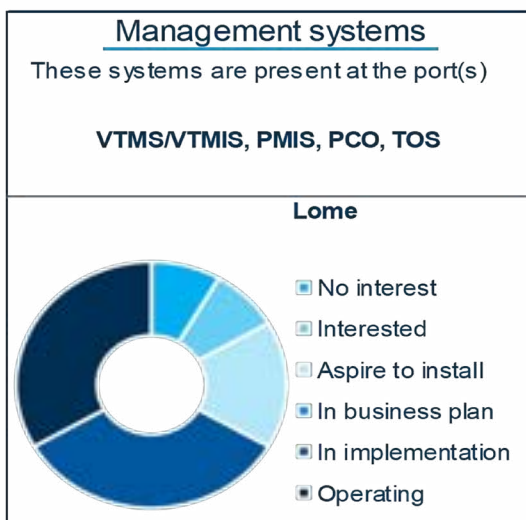 Management systems
These systems are present at the port(s)
VTMS/VTMIS, PMIS, PCO, TOS
Lome
No interest
Interested
Aspire to install
In business plan
In implementation
Operating